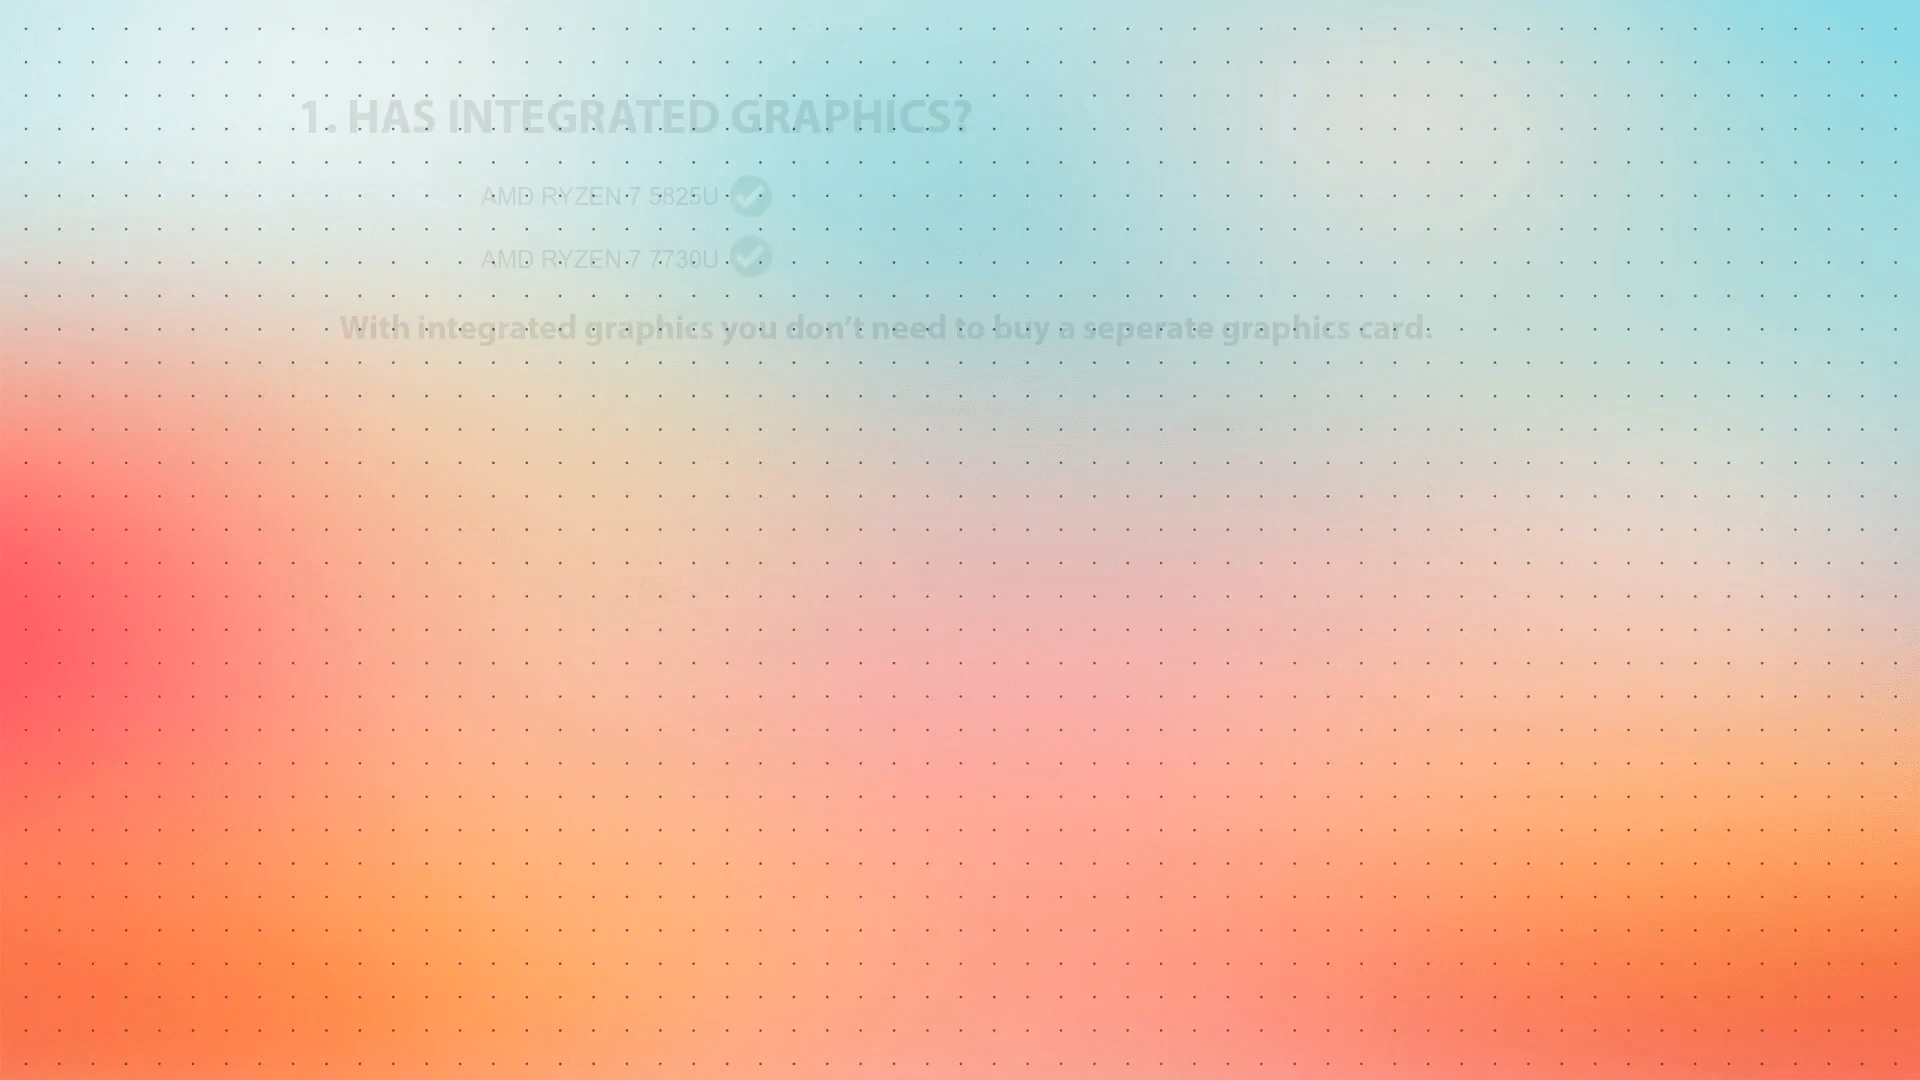 1. HAS INTEGRATED GRAPHICS?
AMD RYZEN 7 5825U
AMD RYZEN 7 7730U
With integrated graphics you don’t need to buy a seperate graphics card.